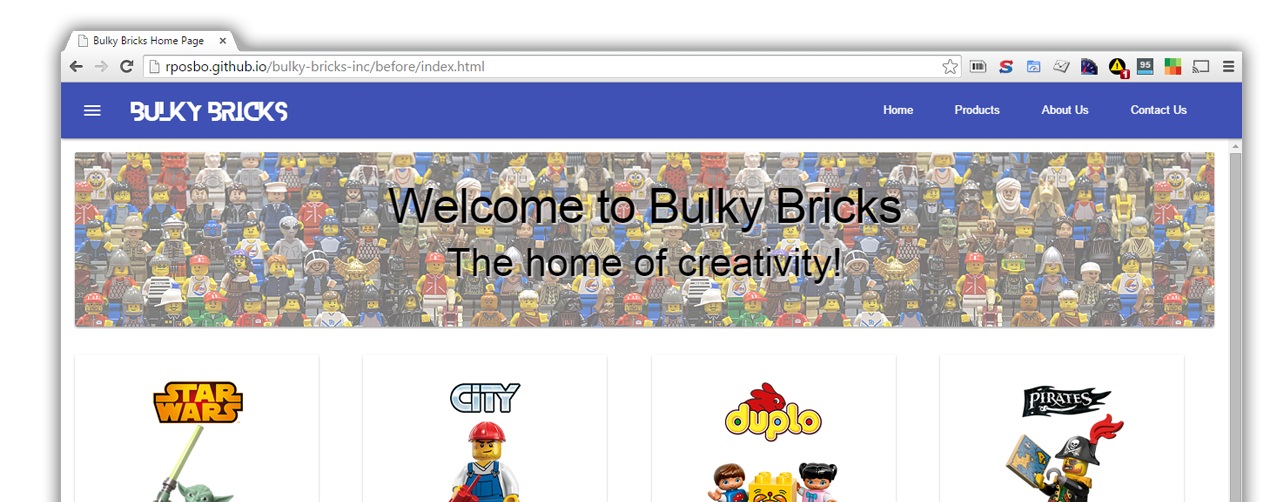 Bulky Bricks Home Page
rposbo.github.io/bulky-bricks-inc/before/index.html
95
1
BULKY BRICKS
Home Products About Us Contact Us
Welcome to Bulky Bricks
The home of creativity!
STAR WARS
CITY
duplo
PIRATES